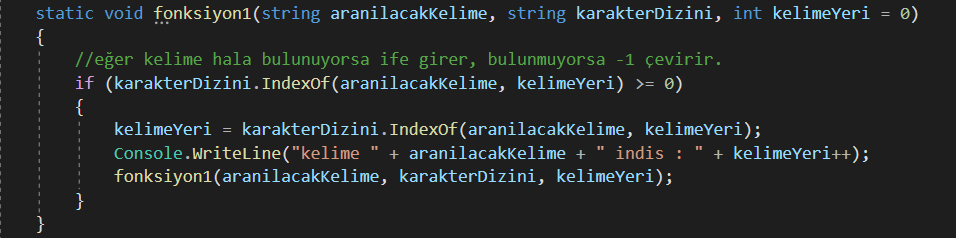 static void fonksiyon1(string aranilacakKelime, string karakterDizini, int kelimeYeri = 0)
{
//eğer kelime hala bulunuyorsa ife girer, bulunmuyorsa -1 çevirir.
if (karakterDizini.IndexOf(aranilacakKelime, kelimeYeri) >= 0)
{
kelimeYeri = karakterDizini.IndexOf(aranilacakKelime, kelimeYeri);
Console.WriteLine("kelime " + aranilacakKelime + " indis : " + kelimeYeri++);
fonksiyon1(aranilacakKelime, karakterDizini, kelimeYeri);
}
}